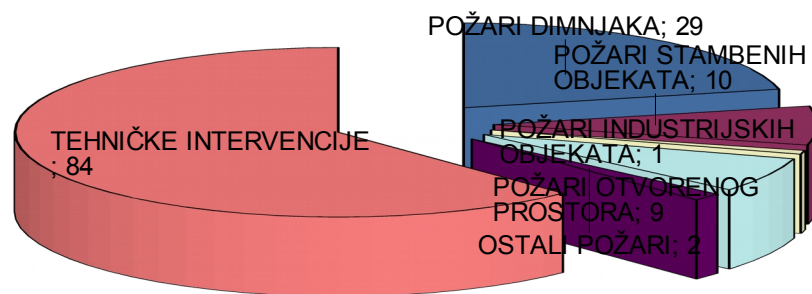 POŽARI DIMNJAKA; 29
POŽARI STAMBENIH
OBJEKATA; 10
TEHNIČKE INTERVENCIJE
; 84
POŽARI INDUSTRIJSKIH
OBJEKATA; 1
POŽARI OTVORENOG
PROSTORA; 9
OSTALI POŽARI; 2